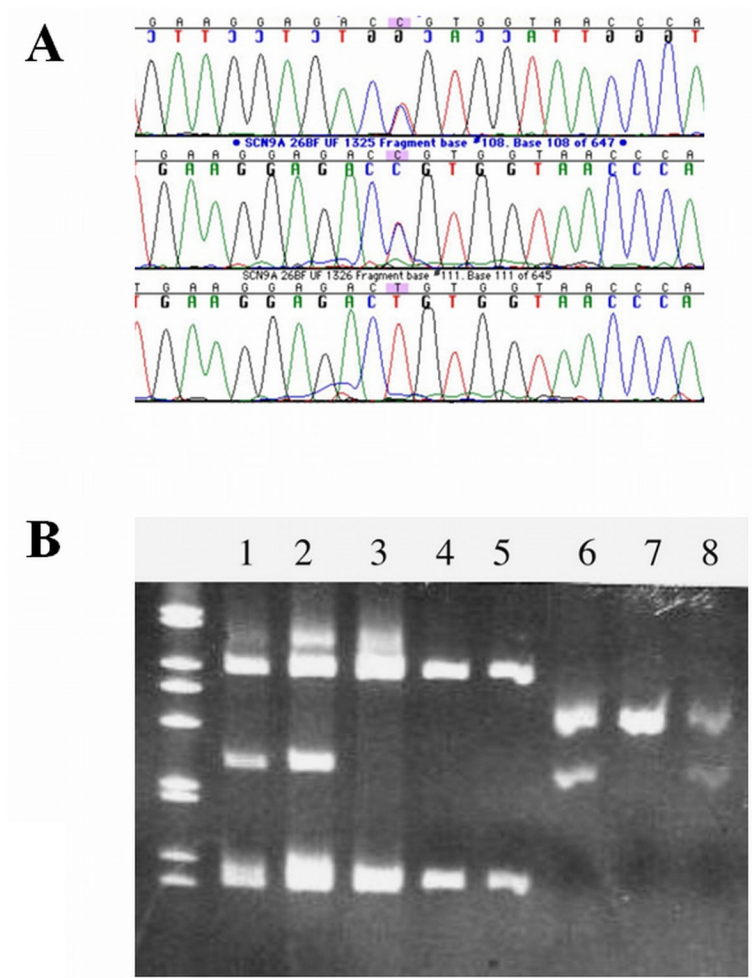 A
G A A G G A G A C C G T G G T A A C C C A
C T T C C T C T G G C A C C A T T G G G T
• SCN9A 26BF UF 1325 Fragment base #108. Base 108 of 647 •
T G A A G G A G A C C G T G G T A A C C C A
G A A G G A G A C C G T G G T A A C C C A
SCN9A 26BF UF 1326 Fragment base #111. Base 111 of 645
T G A A G G A G A C T G T G G T A A C C C A
T G A A G G A G A C T G T G G T A A C C C A
B
1 2 3 4 5 6 7 8